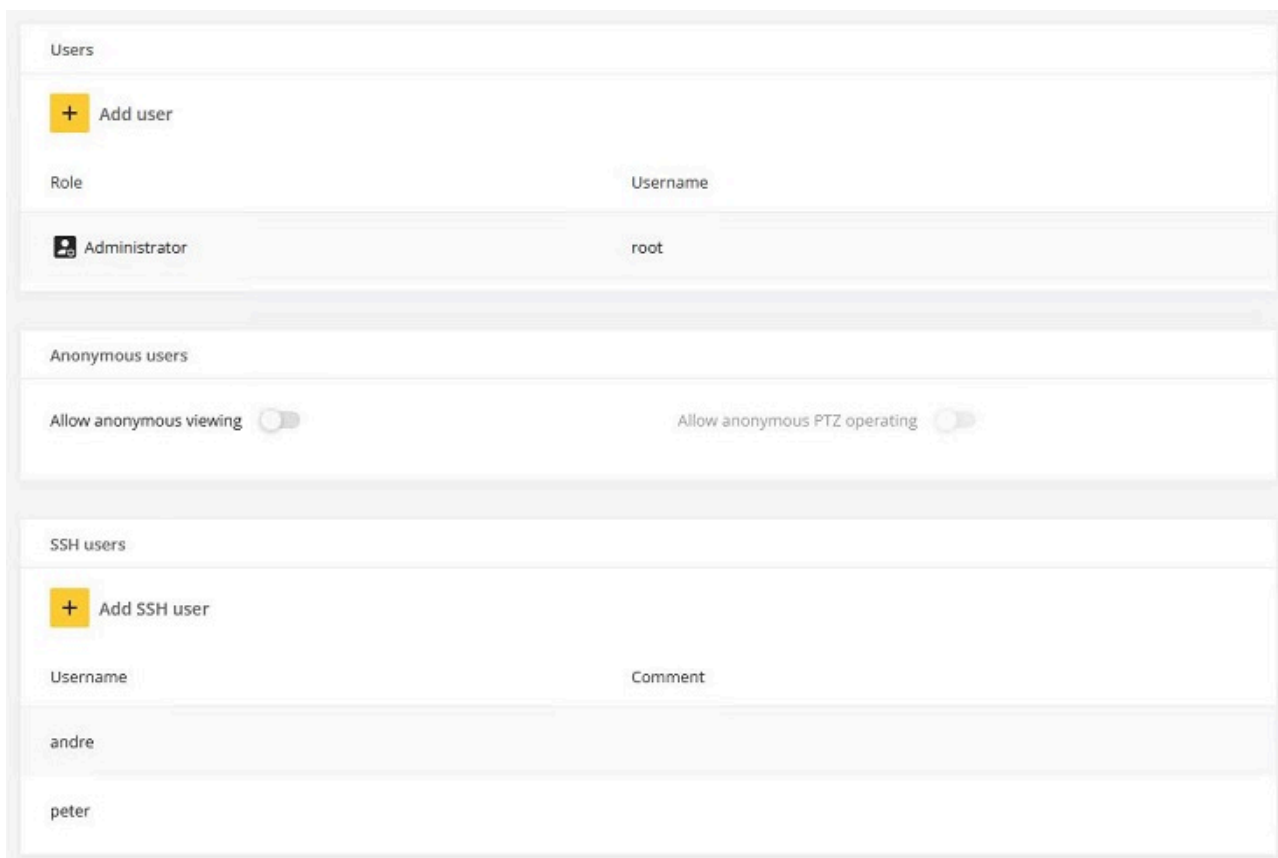 Users
+ Add user
Role Username
Administrator root
Anonymous users
Allow anonymous viewing Allow anonymous PTZ operating
SSH users
+ Add SSH user
Username Comment
andre
peter